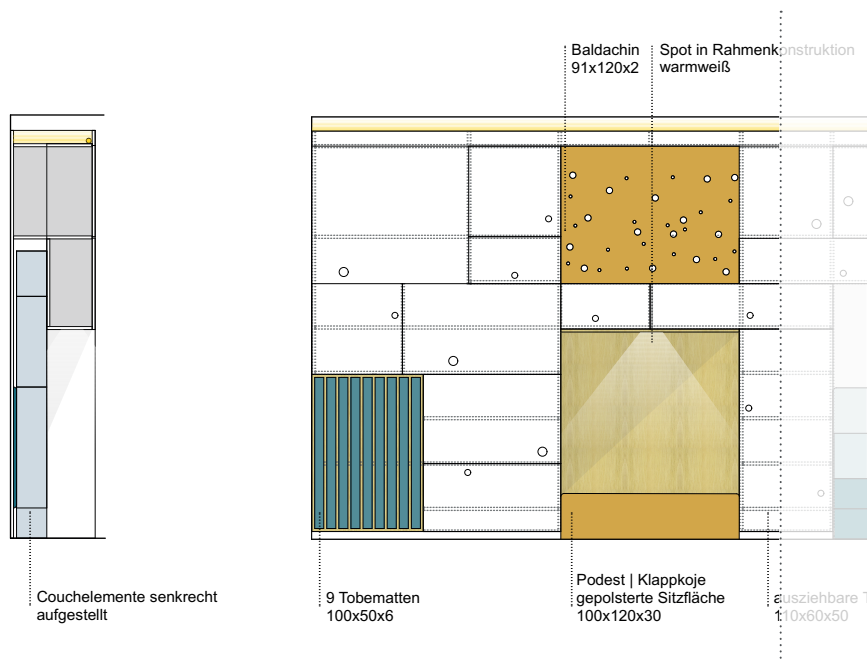 Baldachin
91x120x2
Spot in Rahmenkonstruktion
warmweiß
Couchelemente senkrecht
aufgestellt
9 Tobematten
100x50x6
Podest | Klappkoje
gepolsterte Sitzfläche
100x120x30
ausziehbare T
110x60x50